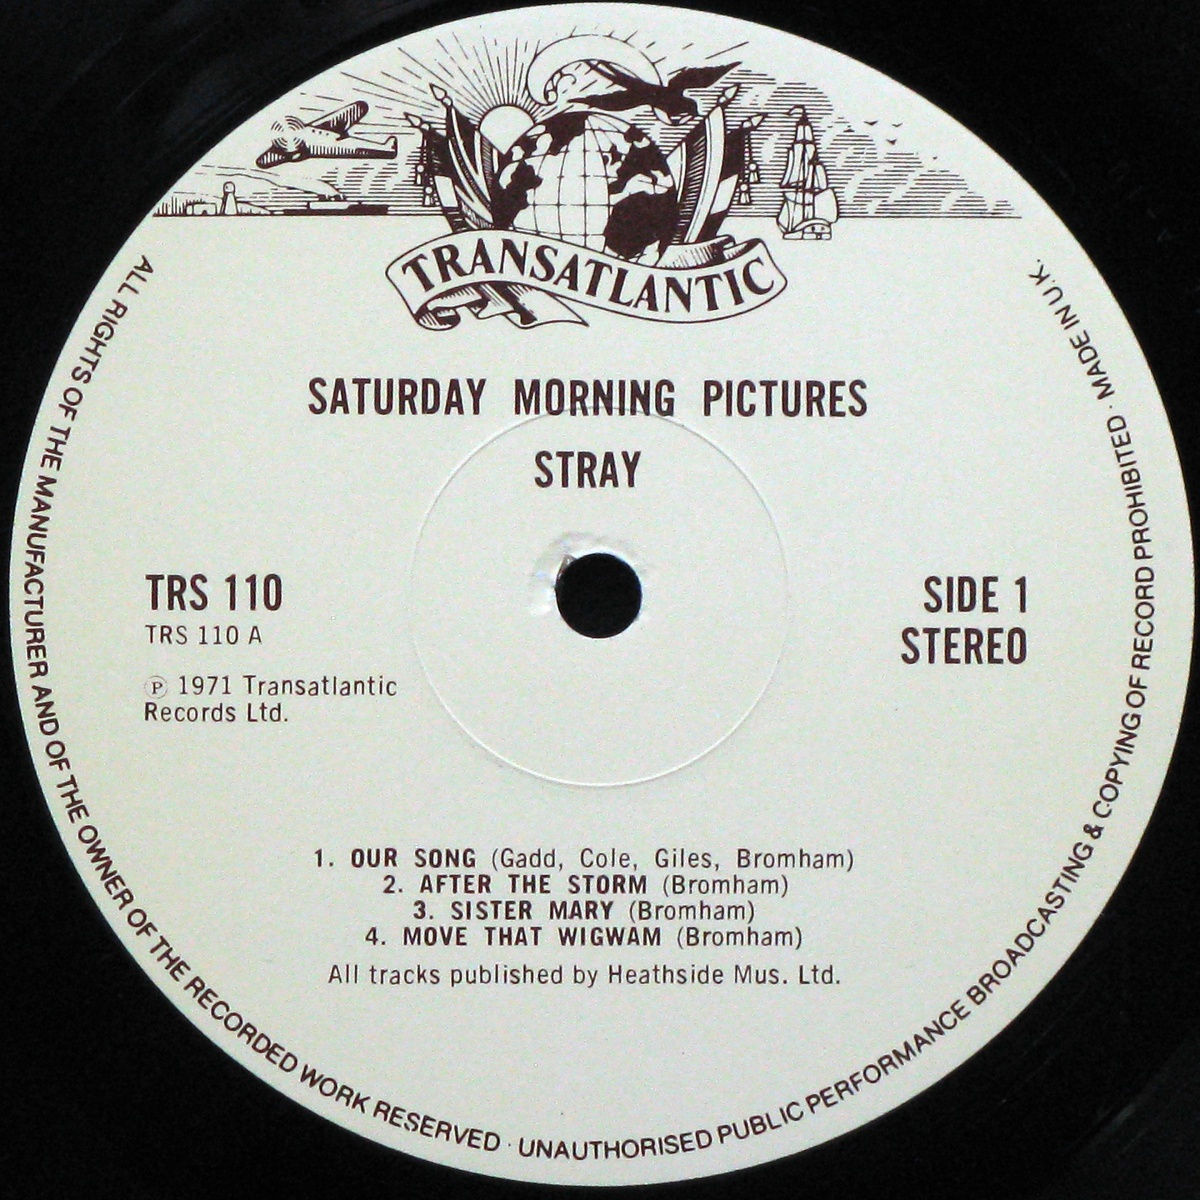 TRANSATLANTIC
SATURDAY MORNING PICTURES
STRAY
TRS 110
TRS 110 A
℗ 1971 Transatlantic
Records Ltd.
SIDE 1
STEREO
1. OUR SONG (Gadd, Cole, Giles, Bromham)
2. AFTER THE STORM (Bromham)
3. SISTER MARY (Bromham)
4. MOVE THAT WIGWAM (Bromham)
All tracks published by Heathside Mus. Ltd.
ALL RIGHTS OF THE MANUFACTURER AND OF THE OWNER OF THE RECORDED WORK RESERVED · UNAUTHORISED PUBLIC PERFORMANCE BROADCASTING & COPYING OF RECORD PROHIBITED · MADE IN U.K.